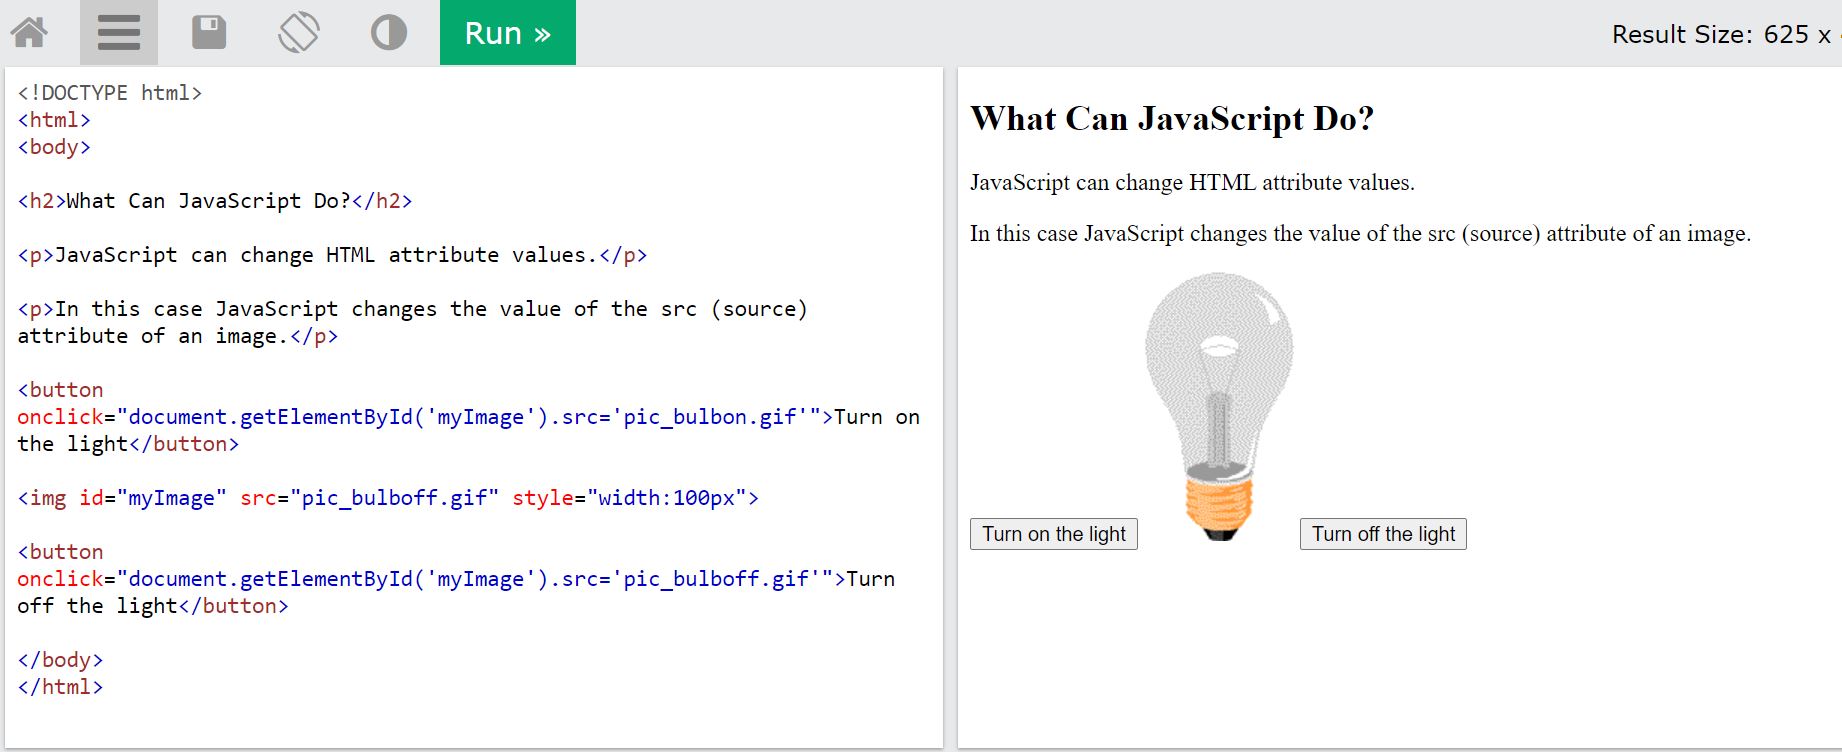 Run »
Result Size: 625 x
<!DOCTYPE html>
<html>
<body>
<h2>What Can JavaScript Do?</h2>
<p>JavaScript can change HTML attribute values.</p>
<p>In this case JavaScript changes the value of the src (source)
attribute of an image.</p>
<button
onclick="document.getElementById('myImage').src='pic_bulbon.gif'">Turn on
the light</button>
<img id="myImage" src="pic_bulboff.gif" style="width:100px">
<button
onclick="document.getElementById('myImage').src='pic_bulboff.gif'">Turn
off the light</button>
</body>
</html>
What Can JavaScript Do?
JavaScript can change HTML attribute values.
In this case JavaScript changes the value of the src (source) attribute of an image.
Turn on the light
Turn off the light